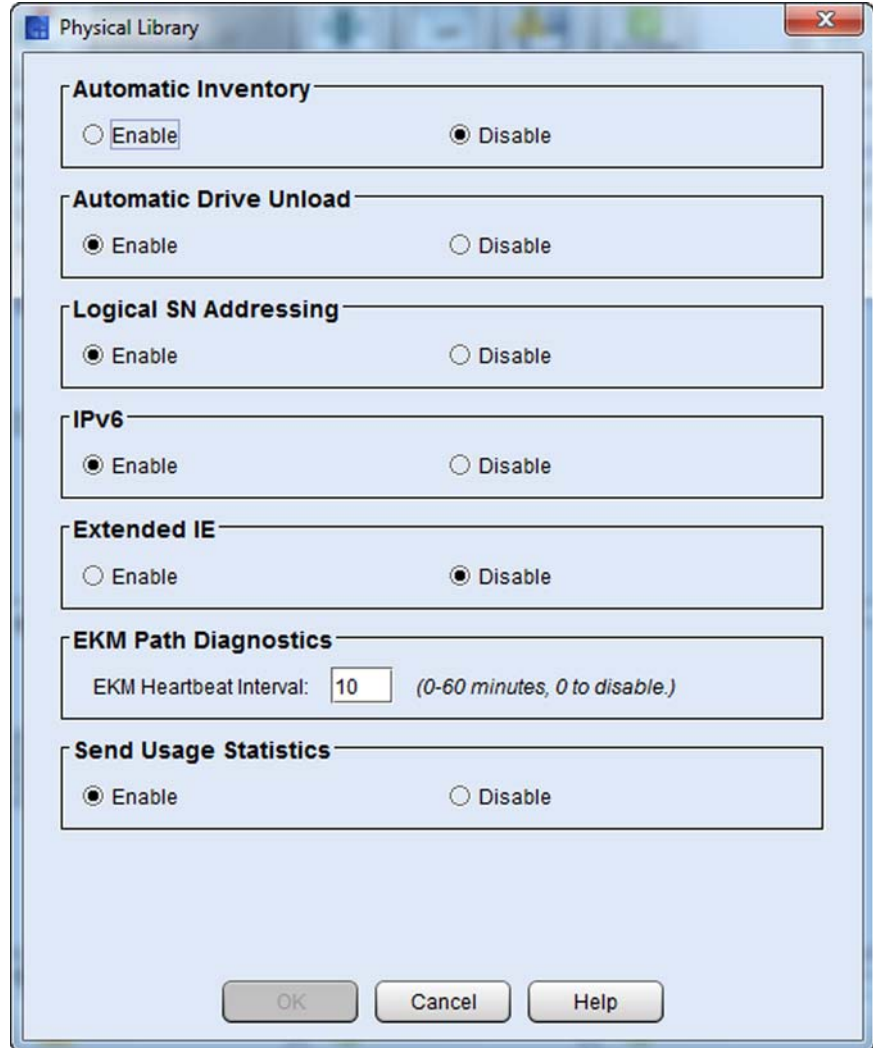 Physical Library
Automatic Inventory
Enable Disable
Automatic Drive Unload
Enable Disable
Logical SN Addressing
Enable Disable
IPv6
Enable Disable
Extended IE
Enable Disable
EKM Path Diagnostics
EKM Heartbeat Interval: 10 (0-60 minutes, 0 to disable.)
Send Usage Statistics
Enable Disable
OK Cancel Help